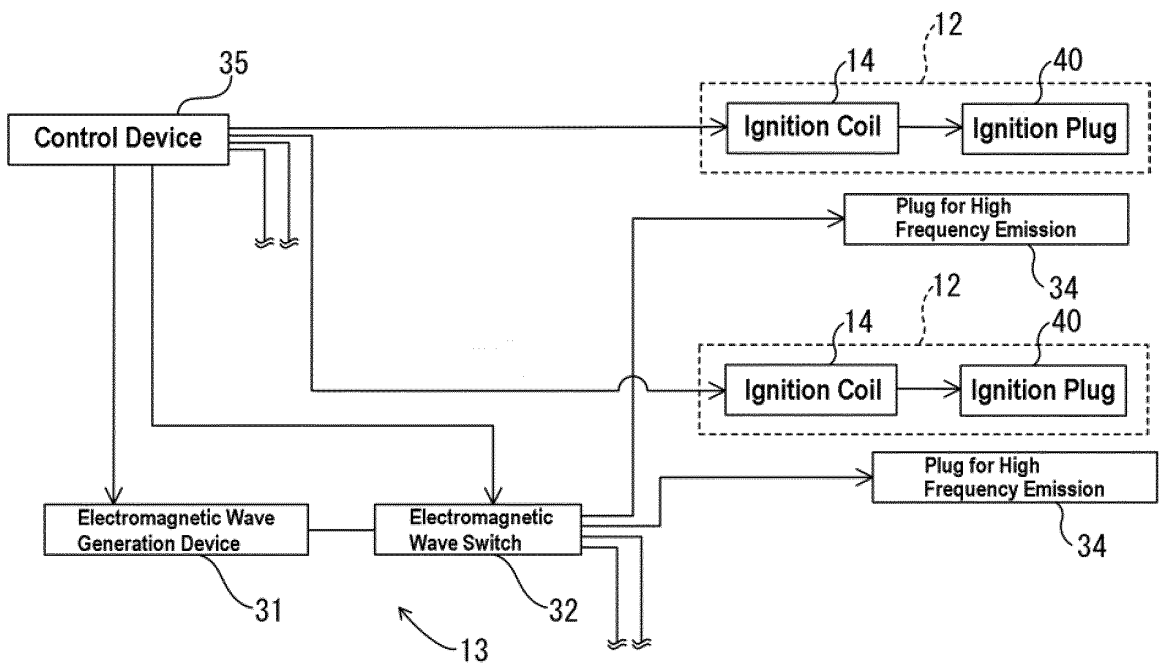 12
35
14
40
Control Device
Ignition Coil
Ignition Plug
Plug for High
Frequency Emission
34
12
14
40
Ignition Coil
Ignition Plug
Plug for High
Frequency Emission
34
Electromagnetic Wave
Generation Device
Electromagnetic
Wave Switch
31
32
13